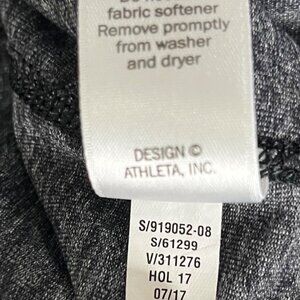 fabric softener
Remove promptly
from washer
and dryer
DESIGN ©
ATHLETA, INC.
S/919052-08
S/61299
V/311276
HOL 17
07/17